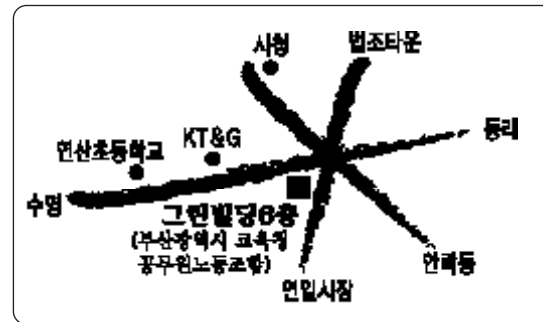 시청
법조타운
연산초등학교
KT&G
동래
수영
그린빌딩6층
(부산광역시 교육청
공무원노동조합)
연일시장
안락동